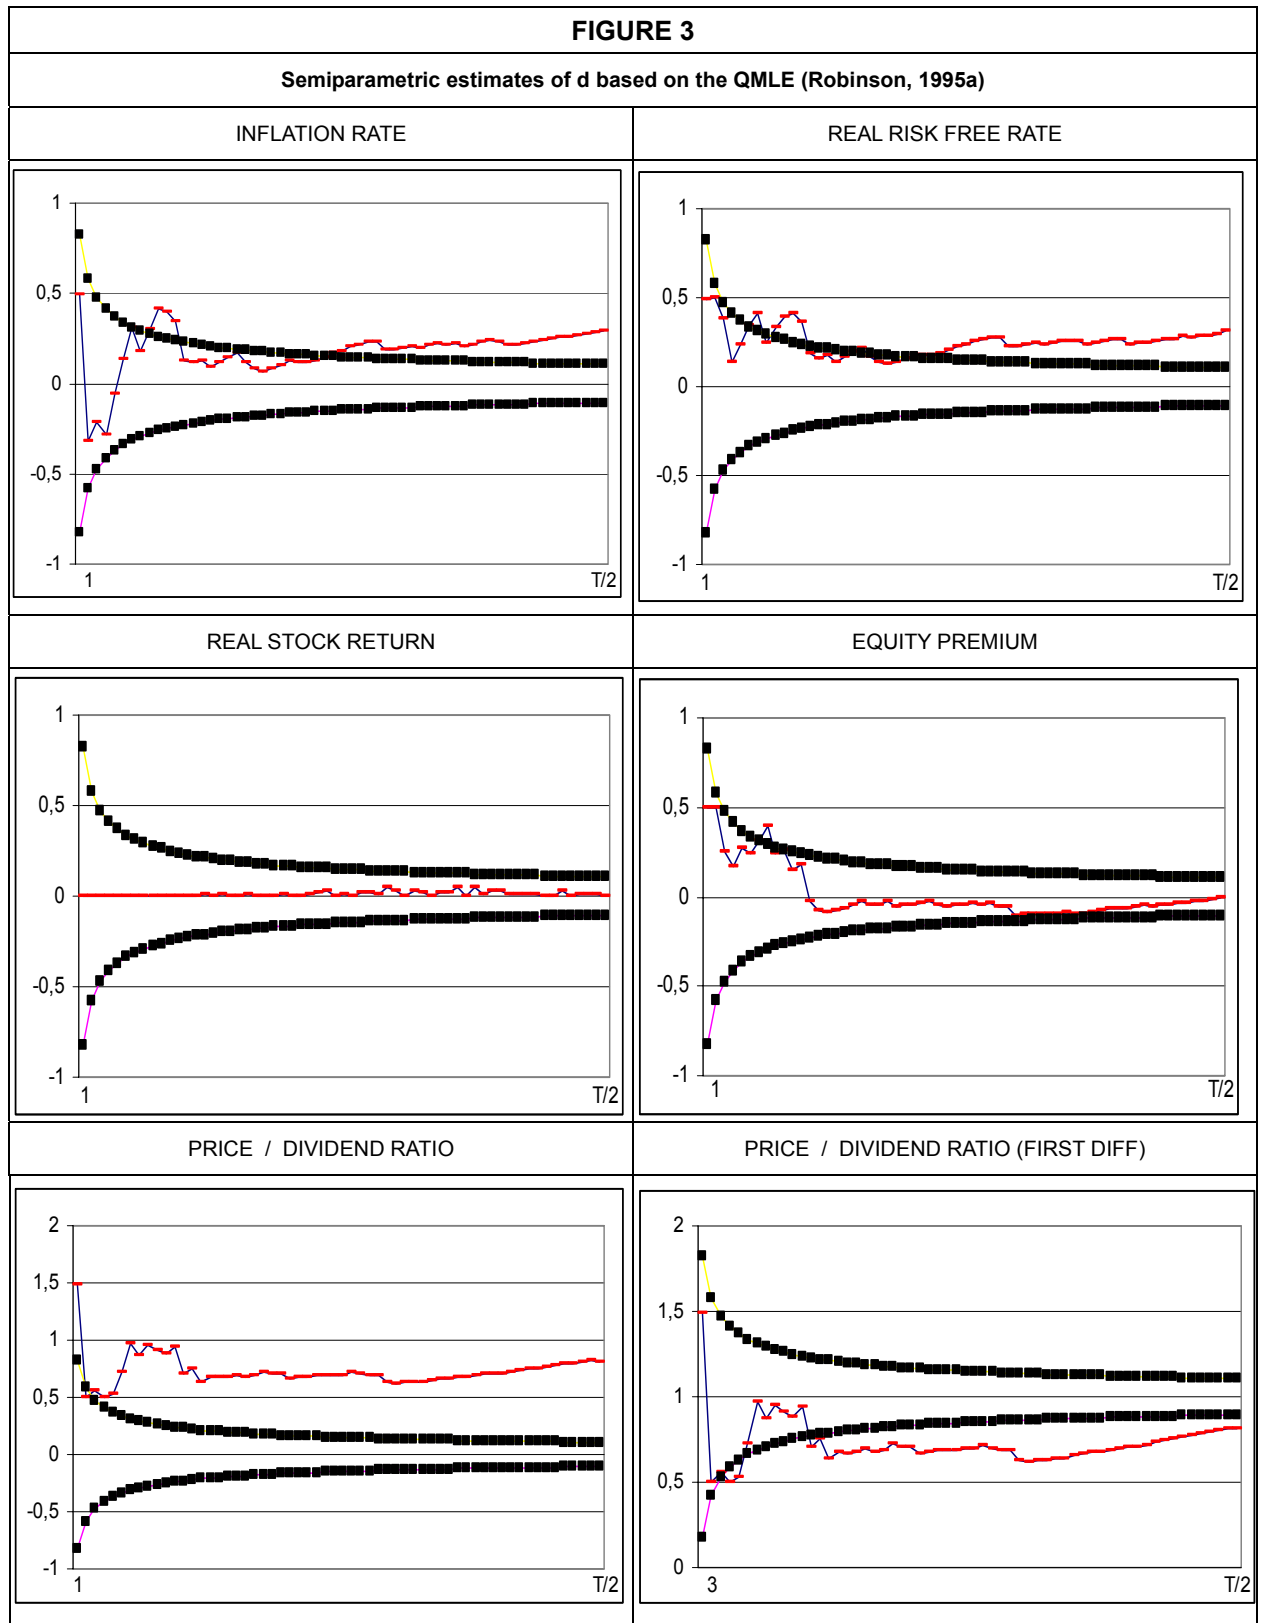 FIGURE 3
Semiparametric estimates of d based on the QMLE (Robinson, 1995a)
INFLATION RATE
REAL RISK FREE RATE
1
0,5
0
-0,5
-1
1
T/2
1
0,5
0
-0,5
-1
1
T/2
REAL STOCK RETURN
EQUITY PREMIUM
1
0,5
0
-0,5
-1
1
T/2
1
0,5
0
-0,5
-1
1
T/2
PRICE / DIVIDEND RATIO
PRICE / DIVIDEND RATIO (FIRST DIFF)
2
1,5
1
0,5
0
-0,5
-1
1
T/2
2
1,5
1
0,5
0
3
T/2